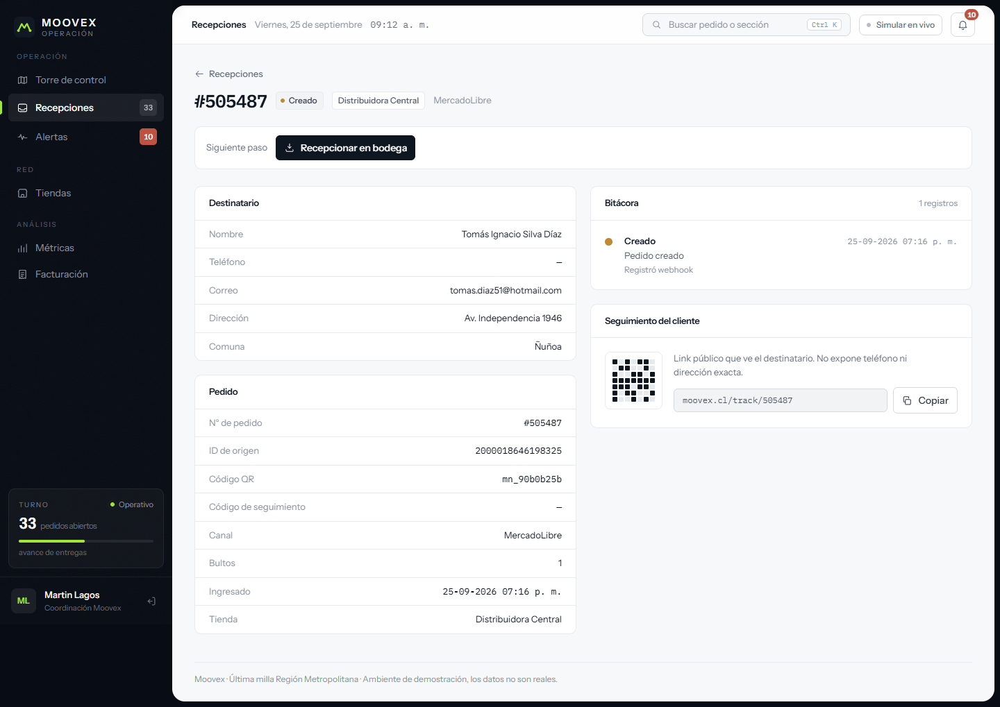 MOOVEX
OPERACIÓN
OPERACIÓN
Torre de control
Recepciones 33
Alertas 10
RED
Tiendas
ANÁLISIS
Métricas
Facturación
TURNO Operativo
33 pedidos abiertos
avance de entregas
ML Martin Lagos
Coordinación Moovex
Recepciones Viernes, 25 de septiembre 09:12 a. m.
Buscar pedido o sección Ctrl K
Simular en vivo
10
← Recepciones
#505487 Creado Distribuidora Central MercadoLibre
Siguiente paso Recepcionar en bodega
Destinatario
Nombre Tomás Ignacio Silva Díaz
Teléfono —
Correo tomas.diaz51@hotmail.com
Dirección Av. Independencia 1946
Comuna Ñuñoa
Pedido
N° de pedido #505487
ID de origen 2000018646198325
Código QR mn_90b0b25b
Código de seguimiento —
Canal MercadoLibre
Bultos 1
Ingresado 25-09-2026 07:16 p. m.
Tienda Distribuidora Central
Bitácora 1 registros
Creado 25-09-2026 07:16 p. m.
Pedido creado
Registró webhook
Seguimiento del cliente
Link público que ve el destinatario. No expone teléfono ni
dirección exacta.
moovex.cl/track/505487 Copiar
Moovex · Última milla Región Metropolitana · Ambiente de demostración, los datos no son reales.